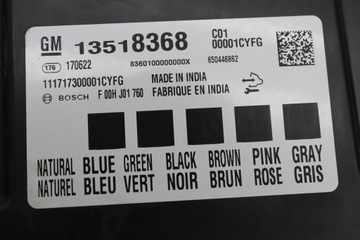 GM 13518368 C01 00001CYFG
176 170622 8360100000000X 650446862
111717300001CYFG MADE IN INDIA
BOSCH F 00H J01 760 FABRIQUE EN INDIA
NATURAL BLUE GREEN BLACK BROWN PINK GRAY
NATUREL BLEU VERT NOIR BRUN ROSE GRIS